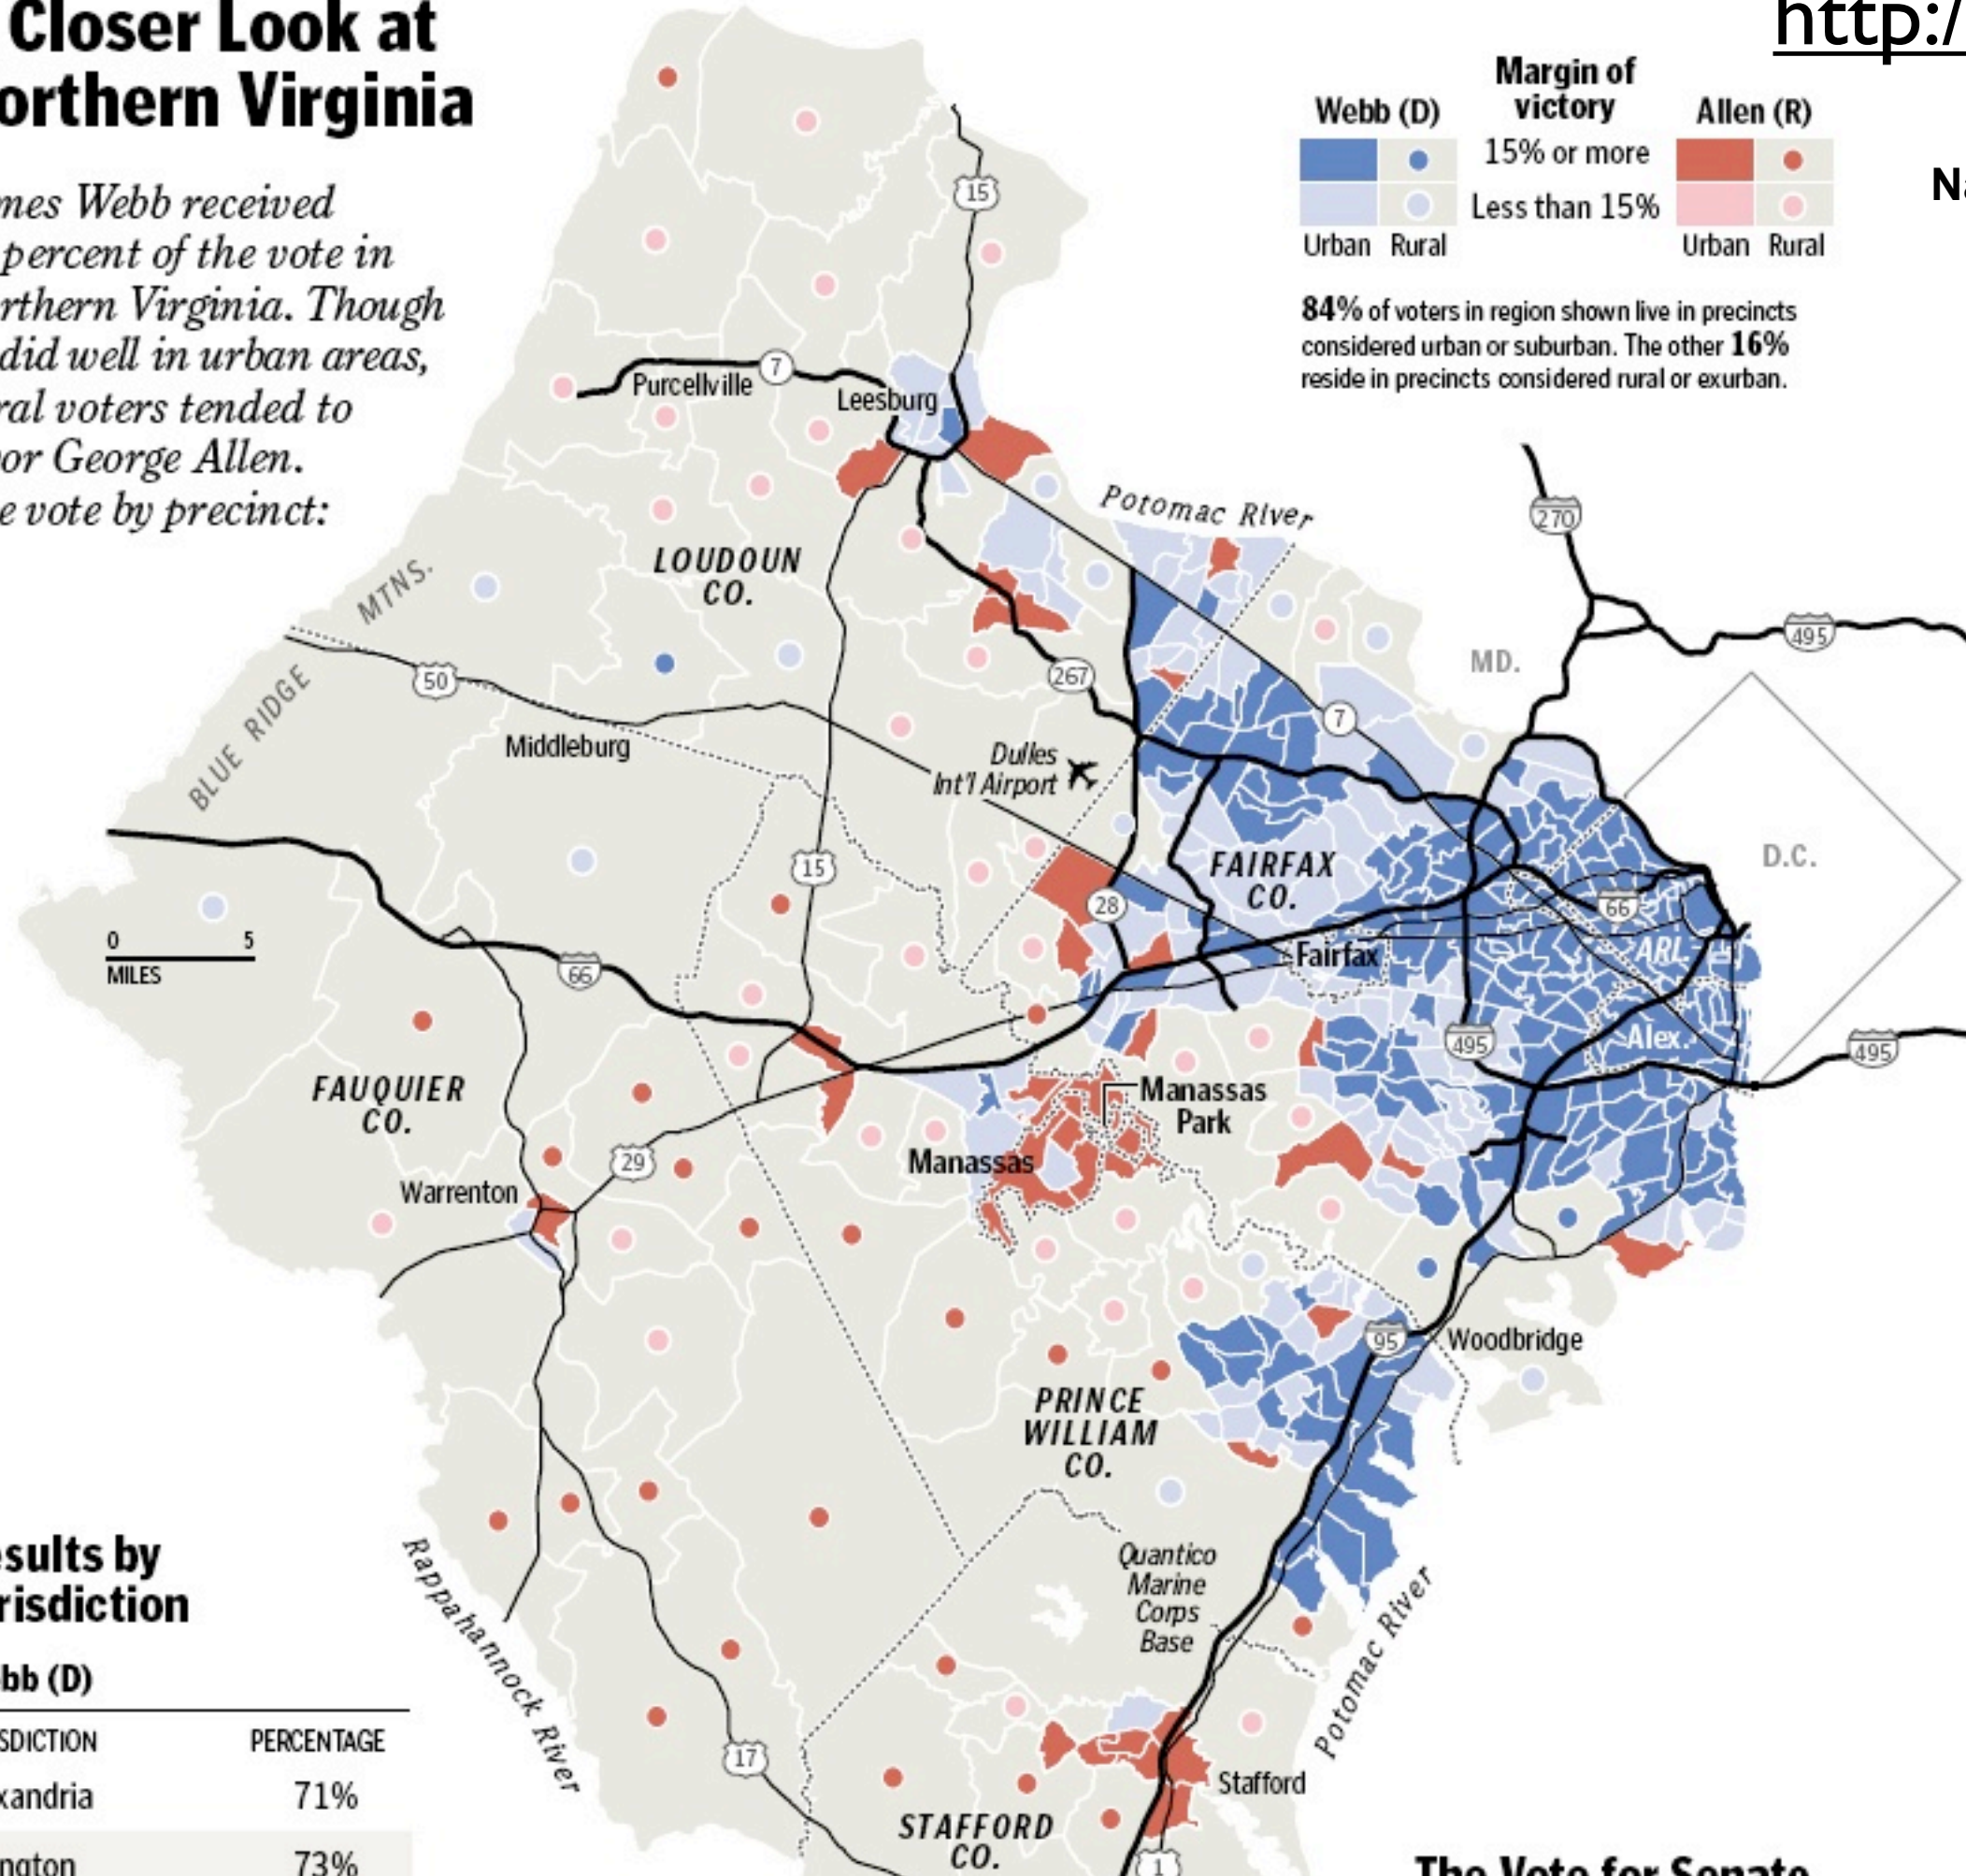 Closer Look at
orthern Virginia
mes Webb received
percent of the vote in
rthern Virginia. Though
did well in urban areas,
ral voters tended to
or George Allen.
e vote by precinct:
http:/
Na
Webb (D)
Margin of
victory
Allen (R)
15% or more
Less than 15%
Urban Rural
Urban Rural
84% of voters in region shown live in precincts
considered urban or suburban. The other 16%
reside in precincts considered rural or exurban.
15
7
Purcellville
Leesburg
Potomac River
270
LOUDOUN
CO.
MTNS.
BLUE RIDGE
495
MD.
50
267
7
Middleburg
Dulles
Int'l Airport
15
FAIRFAX
CO.
D.C.
28
66
0 5
MILES
66
Fairfax
ARL.
Alex.
495
495
FAUQUIER
CO.
Manassas
Park
29
Manassas
Warrenton
95
Woodbridge
PRINCE
WILLIAM
CO.
Quantico
Marine
Corps
Base
Rappahannock River
Potomac River
17
Stafford
STAFFORD
CO.
1
esults by
risdiction
bb (D)
SDICTION PERCENTAGE
xandria 71%
ngton 73%
The Vote for Senate